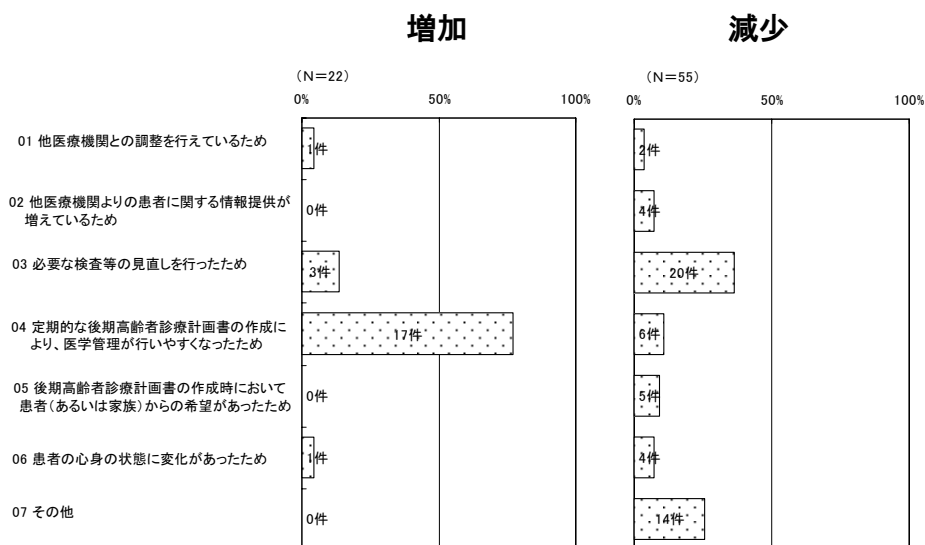 増加
減少
(N=22)
(N=55)
0% 50% 100%
0% 50% 100%
01 他医療機関との調整を行えているため
1件
2件
02 他医療機関よりの患者に関する情報提供が
増えているため
0件
4件
03 必要な検査等の見直しを行ったため
3件
20件
04 定期的な後期高齢者診療計画書の作成に
より、医学管理が行いやすくなったため
17件
6件
05 後期高齢者診療計画書の作成時において
患者(あるいは家族)からの希望があったため
0件
5件
06 患者の心身の状態に変化があったため
1件
4件
07 その他
0件
14件